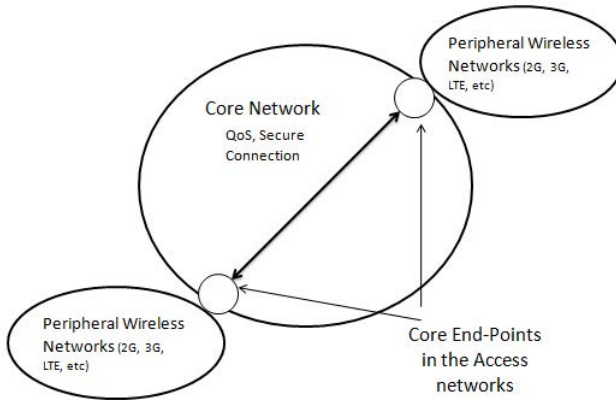 Peripheral Wireless
Networks (2G, 3G,
LTE, etc)
Core Network
QoS, Secure
Connection
Peripheral Wireless
Networks (2G, 3G,
LTE, etc)
Core End-Points
in the Access
networks